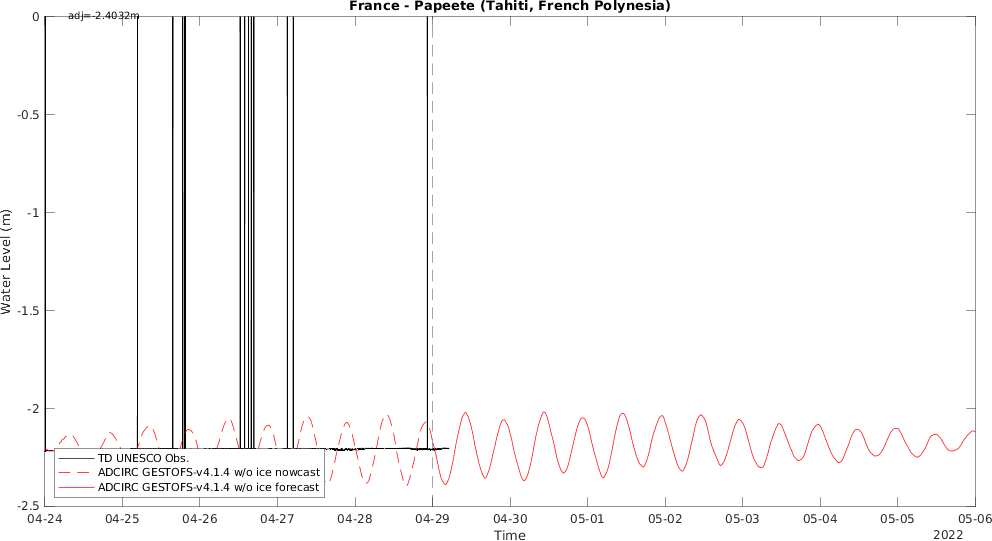 France - Papeete (Tahiti, French Polynesia)
adj=-2.4032m
0
-0.5
-1
-1.5
-2
-2.5
Water Level (m)
TD UNESCO Obs.
ADCIRC GESTOFS-v4.1.4 w/o ice nowcast
ADCIRC GESTOFS-v4.1.4 w/o ice forecast
04-24 04-25 04-26 04-27 04-28 04-29 04-30 05-01 05-02 05-03 05-04 05-05 05-06
Time
2022